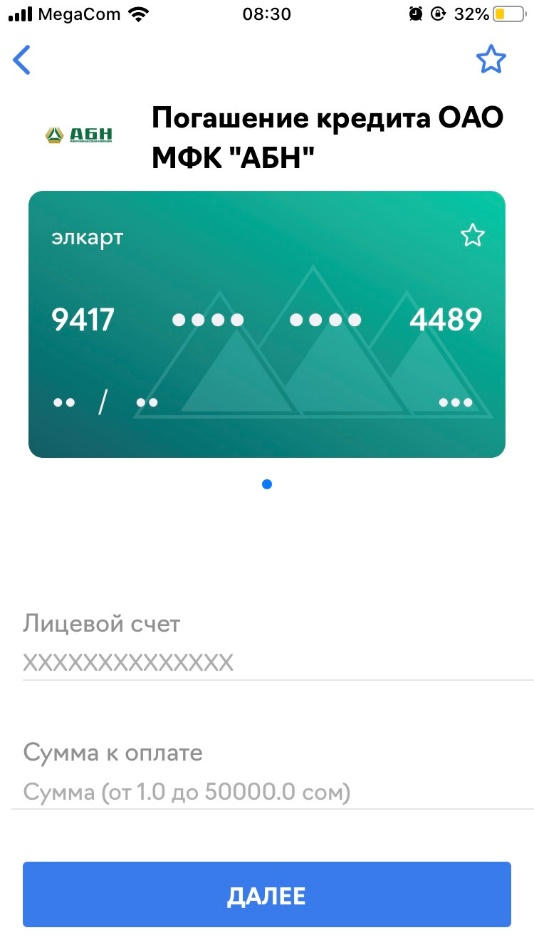 MegaCom 08:30 32%
Погашение кредита ОАО
АБН
МФК "АБН"
элкарт
9417 •••• •••• 4489
•• / •• •••
Лицевой счет
XXXXXXXXXXXXXX
Сумма к оплате
Сумма (от 1.0 до 50000.0 сом)
ДАЛЕЕ